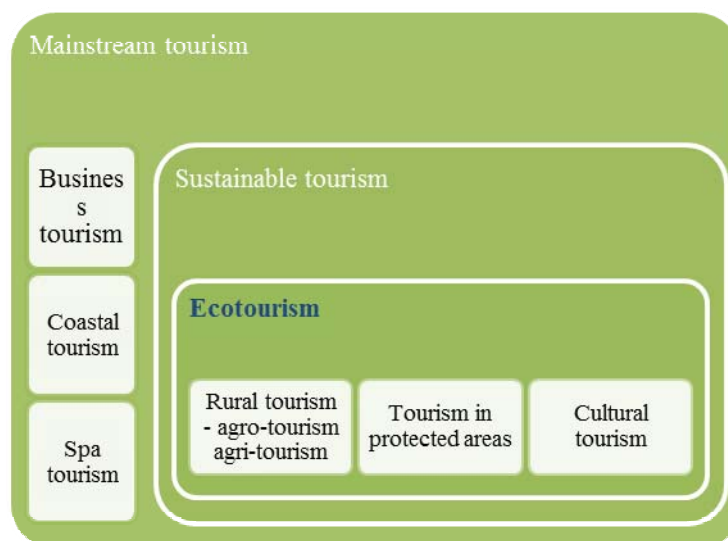 Mainstream tourism
Busines
s
tourism
Coastal
tourism
Spa
tourism
Sustainable tourism
Ecotourism
Rural tourism
- agro-tourism
agri-tourism
Tourism in
protected areas
Cultural
tourism